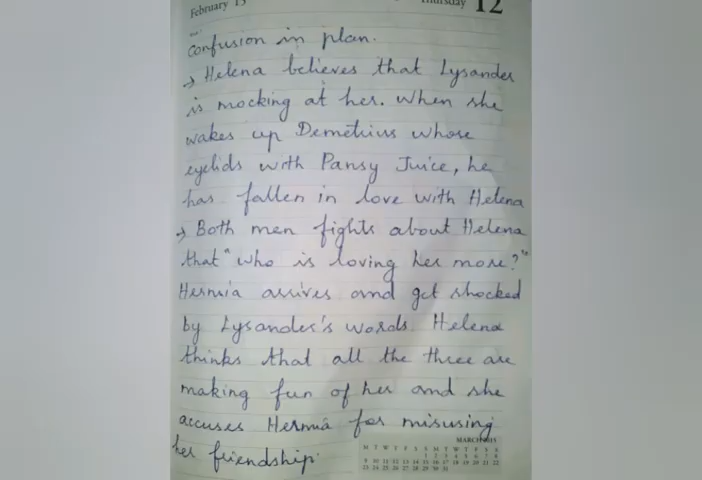 February 13 Thursday 12
confusion in plan.
→ Helena believes that Lysander
is mocking at her. When she
wakes up Demetrius whose
eyelids with Pansy Juice, he
has fallen in love with Helena
→ Both men fights about Helena
that "who is loving her more?"
Hermia arrives and get shocked
by Lysander's words. Helena
thinks that all the three are
making fun of her and she
accuses Hermia for misusing
her friendship.